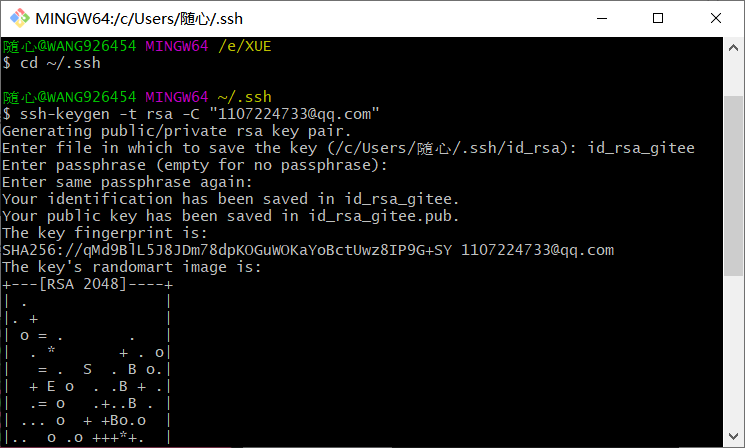 MINGW64:/c/Users/随心/.ssh
随心@WANG926454 MINGW64 /e/XUE
$ cd ~/.ssh
随心@WANG926454 MINGW64 ~/.ssh
$ ssh-keygen -t rsa -C "1107224733@qq.com"
Generating public/private rsa key pair.
Enter file in which to save the key (/c/Users/随心/.ssh/id_rsa): id_rsa_gitee
Enter passphrase (empty for no passphrase):
Enter same passphrase again:
Your identification has been saved in id_rsa_gitee.
Your public key has been saved in id_rsa_gitee.pub.
The key fingerprint is:
SHA256://qMd9BlL5J8JDm78dpKOGuWOKaYoBctUwz8IP9G+SY 1107224733@qq.com
The key's randomart image is:
+---[RSA 2048]----+
| .               |
|. +              |
| o = .       .   |
|  . *       + . o|
|   = .  S  . B o.|
|  + E o  . .B + .|
|  .= o   .+..B . |
| ... o  + +Bo.o  |
|..  o .o +++*+.  |